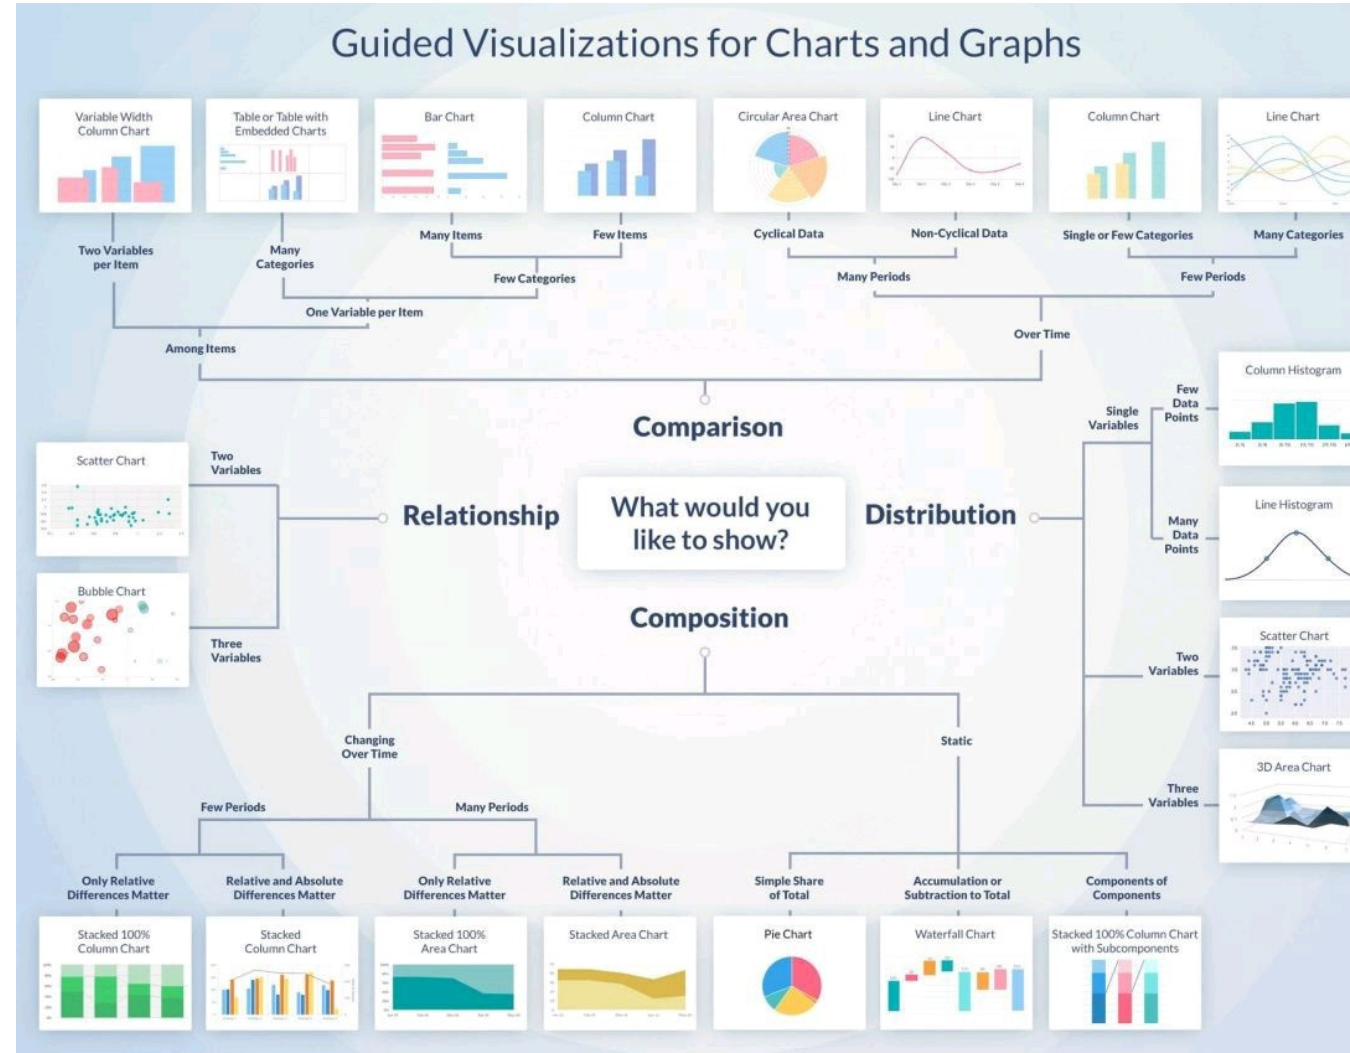 Guided Visualizations for Charts and Graphs
Variable Width
Column Chart
Table or Table with
Embedded Charts
Bar Chart
Column Chart
Circular Area Chart
Line Chart
Column Chart
Line Chart
Two Variables
per Item
Many
Categories
Many Items
Few Items
Cyclical Data
Non-Cyclical Data
Single or Few Categories
Many Categories
Few Categories
Many Periods
Few Periods
One Variable per Item
Over Time
Among Items
Comparison
Relationship
What would you
like to show?
Distribution
Composition
Two
Variables
Scatter Chart
Three
Variables
Bubble Chart
Single
Variables
Few
Data
Points
Column Histogram
Many
Data
Points
Line Histogram
Two
Variables
Scatter Chart
Three
Variables
3D Area Chart
Changing
Over Time
Static
Few Periods
Many Periods
Only Relative
Differences Matter
Relative and Absolute
Differences Matter
Only Relative
Differences Matter
Relative and Absolute
Differences Matter
Simple Share
of Total
Accumulation or
Subtraction to Total
Components of
Components
Stacked 100%
Column Chart
Stacked
Column Chart
Stacked 100%
Area Chart
Stacked Area Chart
Pie Chart
Waterfall Chart
Stacked 100% Column Chart
with Subcomponents